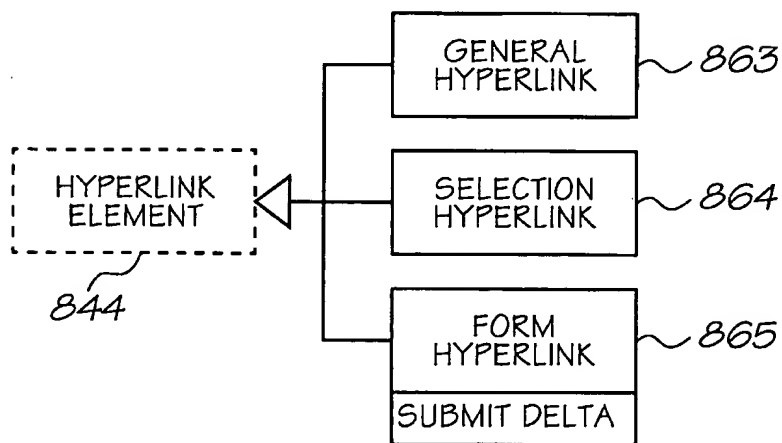 GENERAL
HYPERLINK
863
HYPERLINK
ELEMENT
844
SELECTION
HYPERLINK
864
FORM
HYPERLINK
865
SUBMIT DELTA